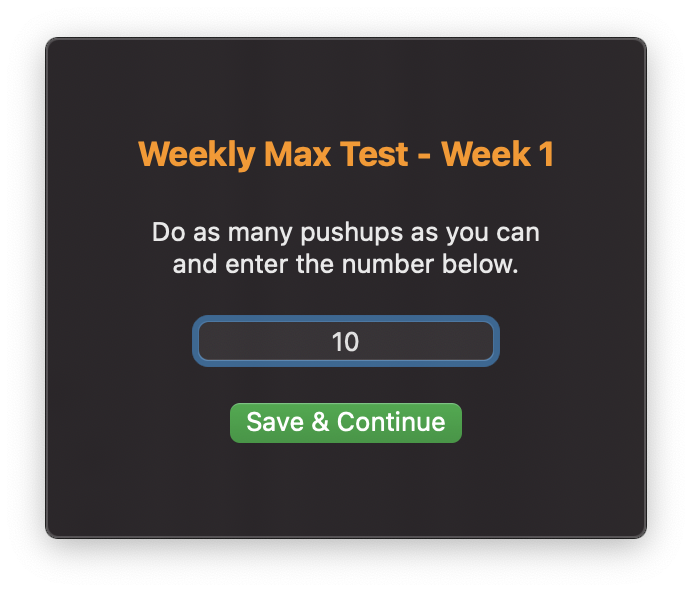 Weekly Max Test - Week 1
Do as many pushups as you can
and enter the number below.
10
Save & Continue